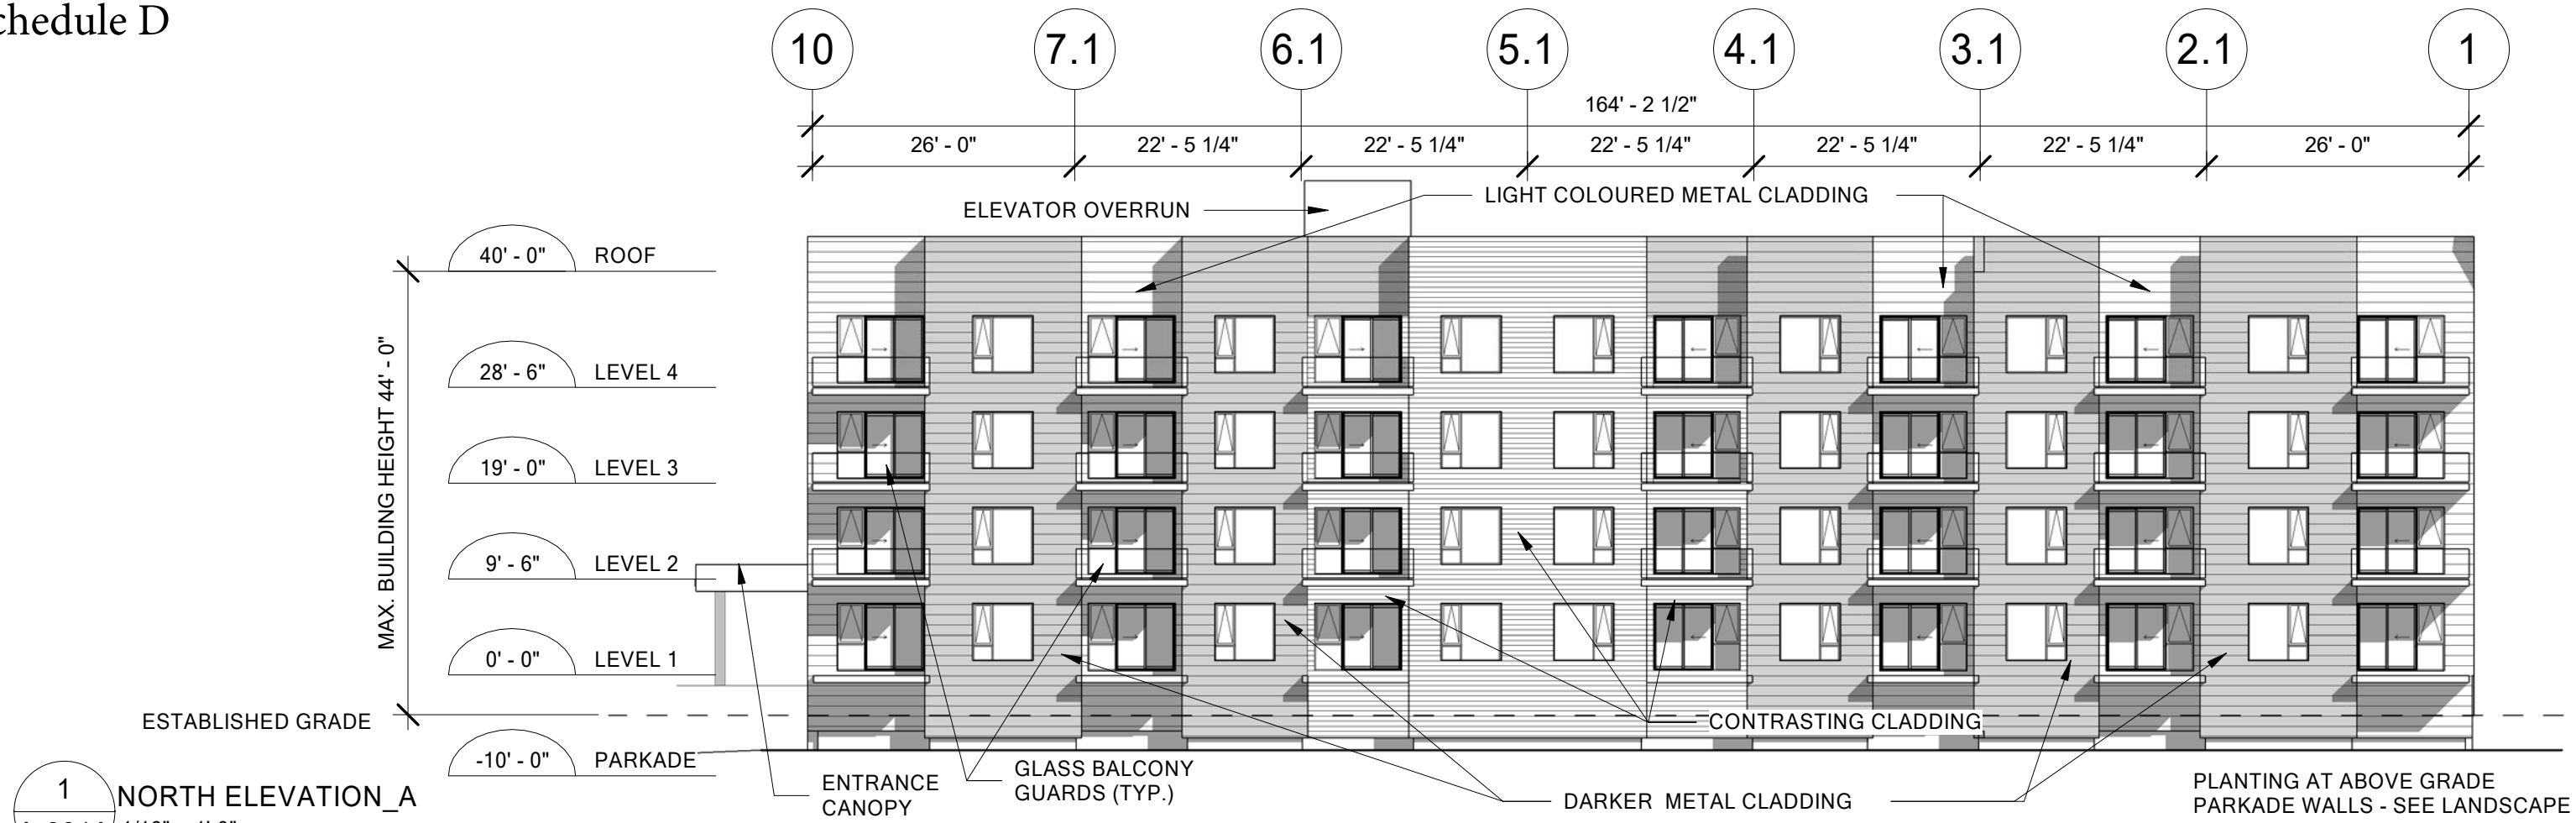 Schedule D
10
7.1
6.1
5.1
4.1
3.1
2.1
1
164' - 2 1/2"
26' - 0"
22' - 5 1/4"
22' - 5 1/4"
22' - 5 1/4"
22' - 5 1/4"
22' - 5 1/4"
26' - 0"
ELEVATOR OVERRUN
LIGHT COLOURED METAL CLADDING
40' - 0" ROOF
28' - 6" LEVEL 4
19' - 0" LEVEL 3
9' - 6" LEVEL 2
0' - 0" LEVEL 1
MAX. BUILDING HEIGHT 44' - 0"
ESTABLISHED GRADE
-10' - 0" PARKADE
CONTRASTING CLADDING
ENTRANCE
CANOPY
GLASS BALCONY
GUARDS (TYP.)
DARKER METAL CLADDING
PLANTING AT ABOVE GRADE
PARKADE WALLS - SEE LANDSCAPE
1
NORTH ELEVATION_A